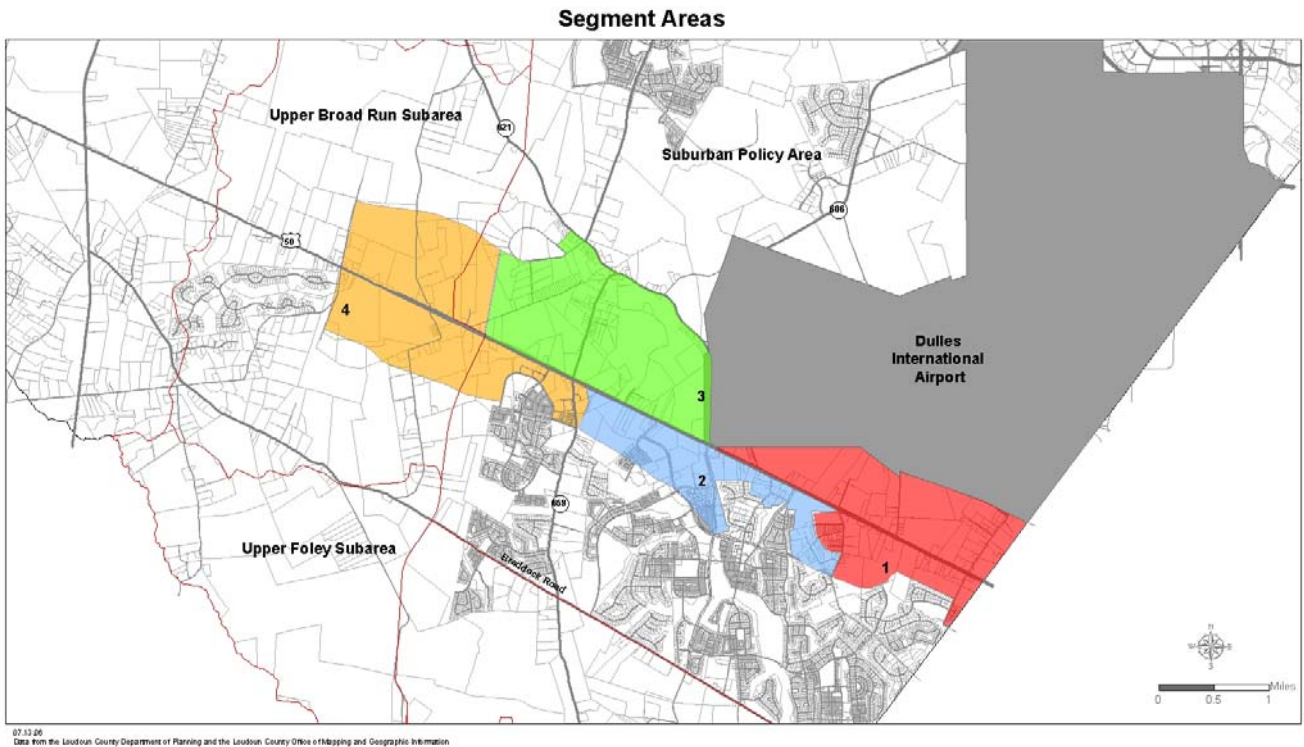 Segment Areas
Upper Broad Run Subarea
621
Suburban Policy Area
606
50
4
3
Dulles
International
Airport
2
659
Upper Foley Subarea
Braddock Road
1
N
W E
S
Miles
0 0.5 1
07.13.06
Data from the Loudoun County Department of Planning and the Loudoun County Office of Mapping and Geographic Information